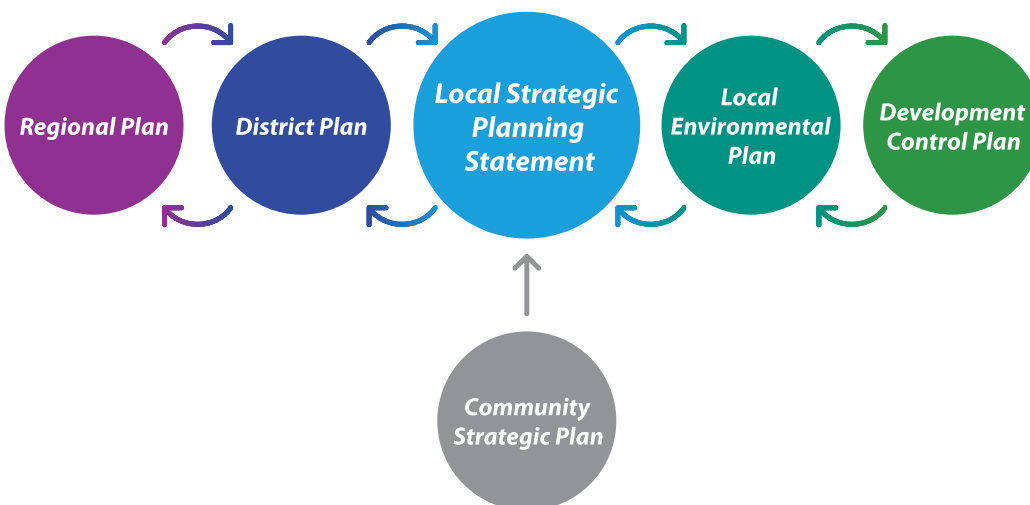 Regional Plan
District Plan
Local Strategic
Planning
Statement
Local
Environmental
Plan
Development
Control Plan
Community
Strategic Plan